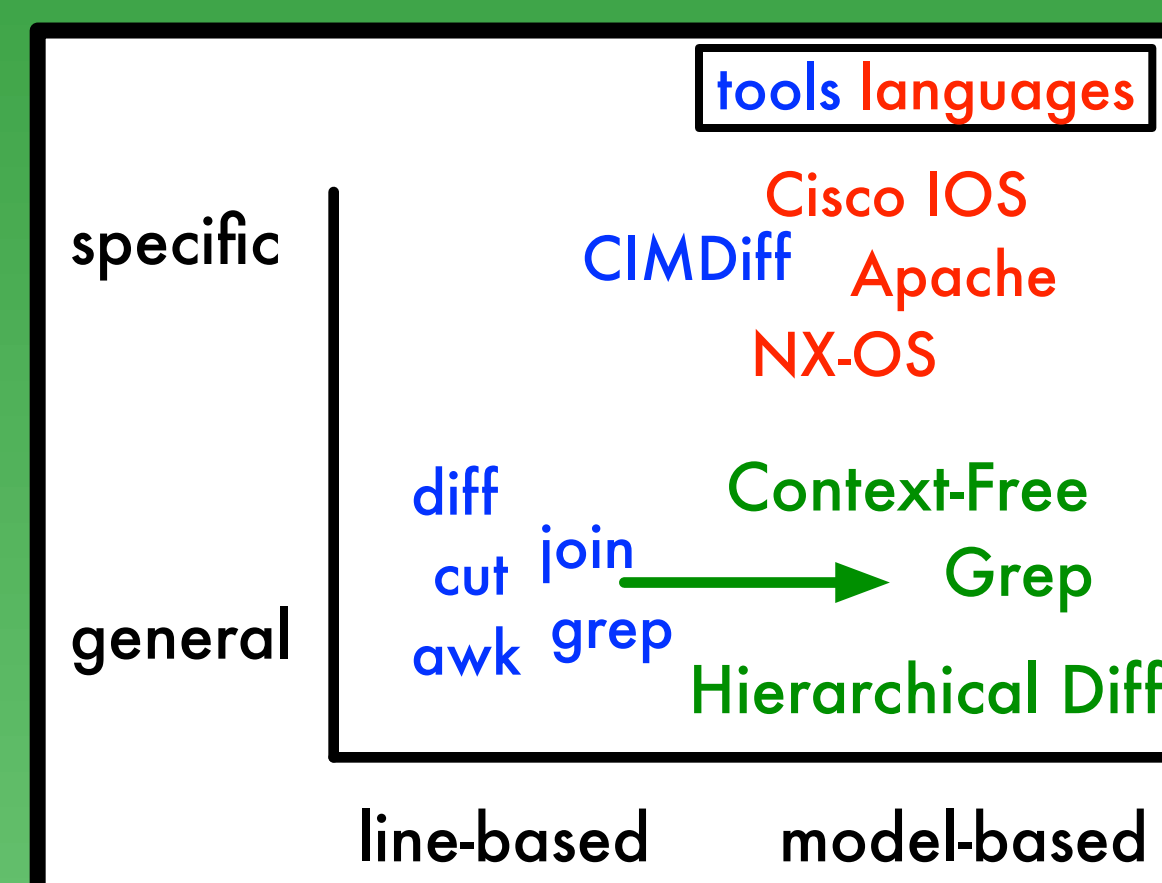 tools languages
Cisco IOS
specific
CIMDiff
Apache
NX-OS
diff
Context-Free
join
cut
Grep
general
awk
grep
Hierarchical Diff
line-based
model-based